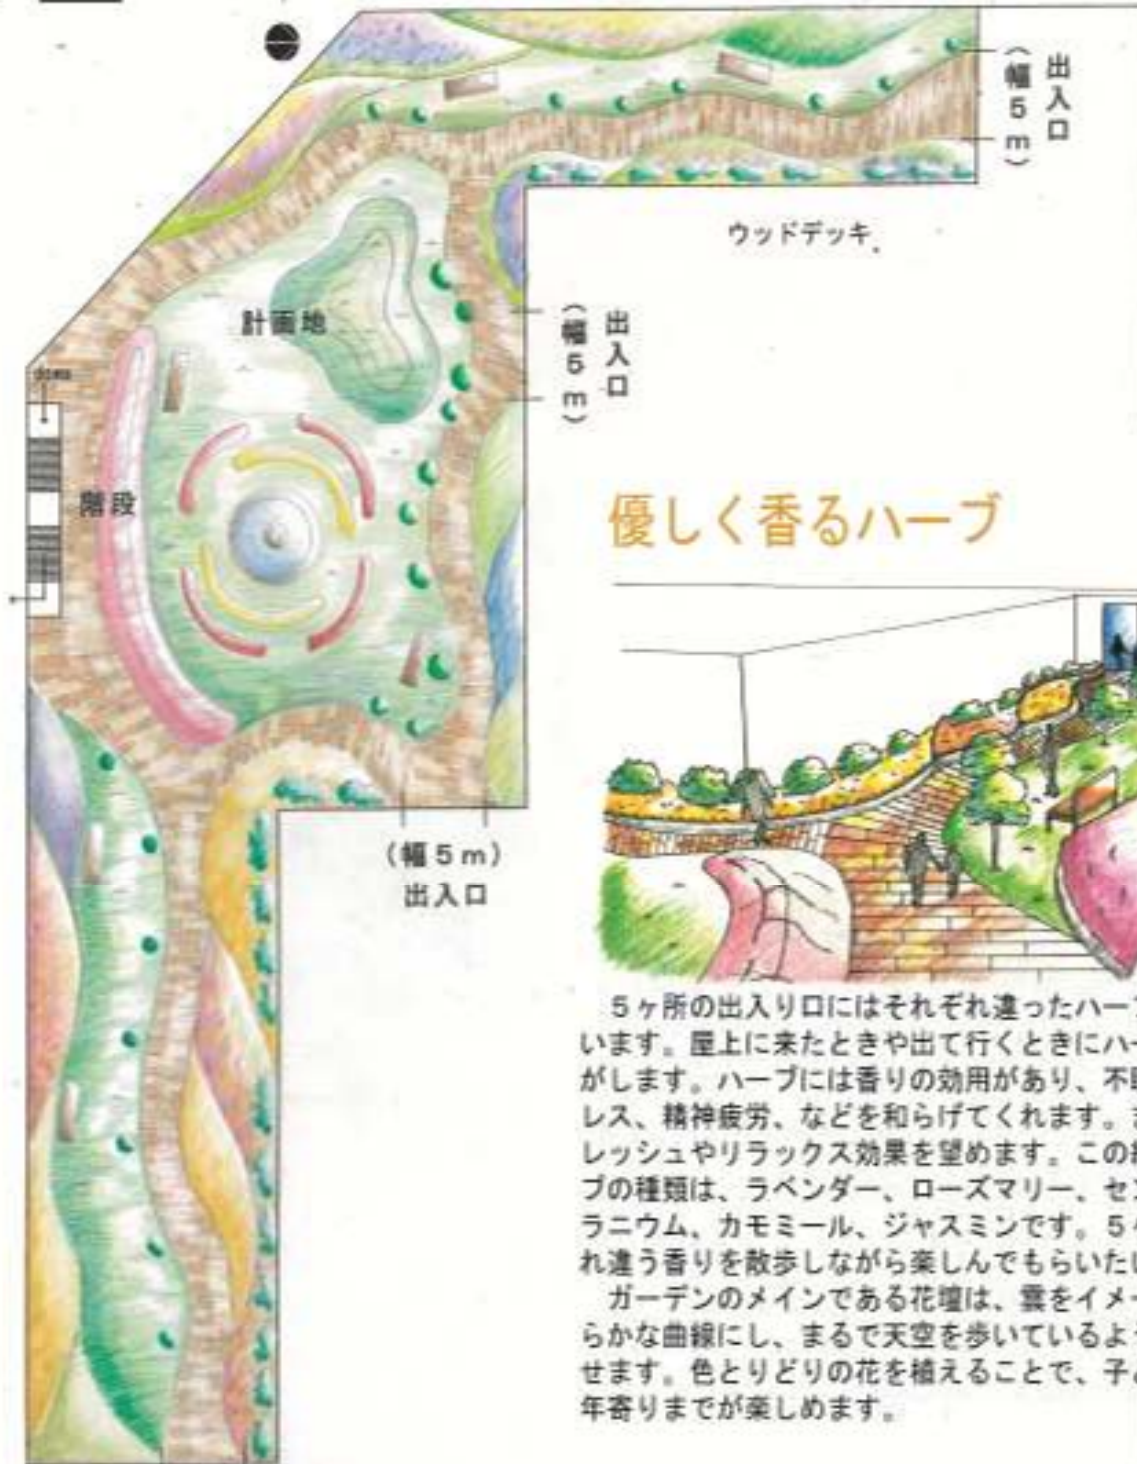 出入口
(幅5m)
ウッドデッキ
出入口
(幅5m)
計画地
階段
優しく香るハーブ
(幅5m)
出入口
5ヶ所の出入り口にはそれぞれ違ったハー
います。屋上に来たときや出て行くときにハー
がします。ハーブには香りの効用があり、不
レス、精神疲労、などを和らげてくれます。
レッシュやリラックス効果を望めます。この
ブの種類は、ラベンダー、ローズマリー、セ
ラニウム、カモミール、ジャスミンです。5
れ違う香りを散歩しながら楽しんでもらいた
ガーデンのメインである花壇は、雲をイメー
らかな曲線にし、まるで天空を歩いているよ
せます。色とりどりの花を植えることで、子
年寄りまでが楽しめます。